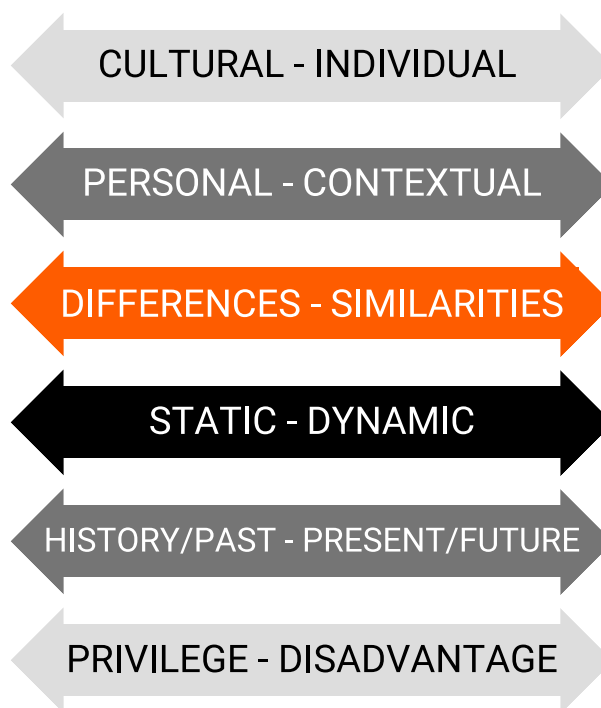 CULTURAL - INDIVIDUAL
PERSONAL - CONTEXTUAL
DIFFERENCES - SIMILARITIES
STATIC - DYNAMIC
HISTORY/PAST - PRESENT/FUTURE
PRIVILEGE - DISADVANTAGE